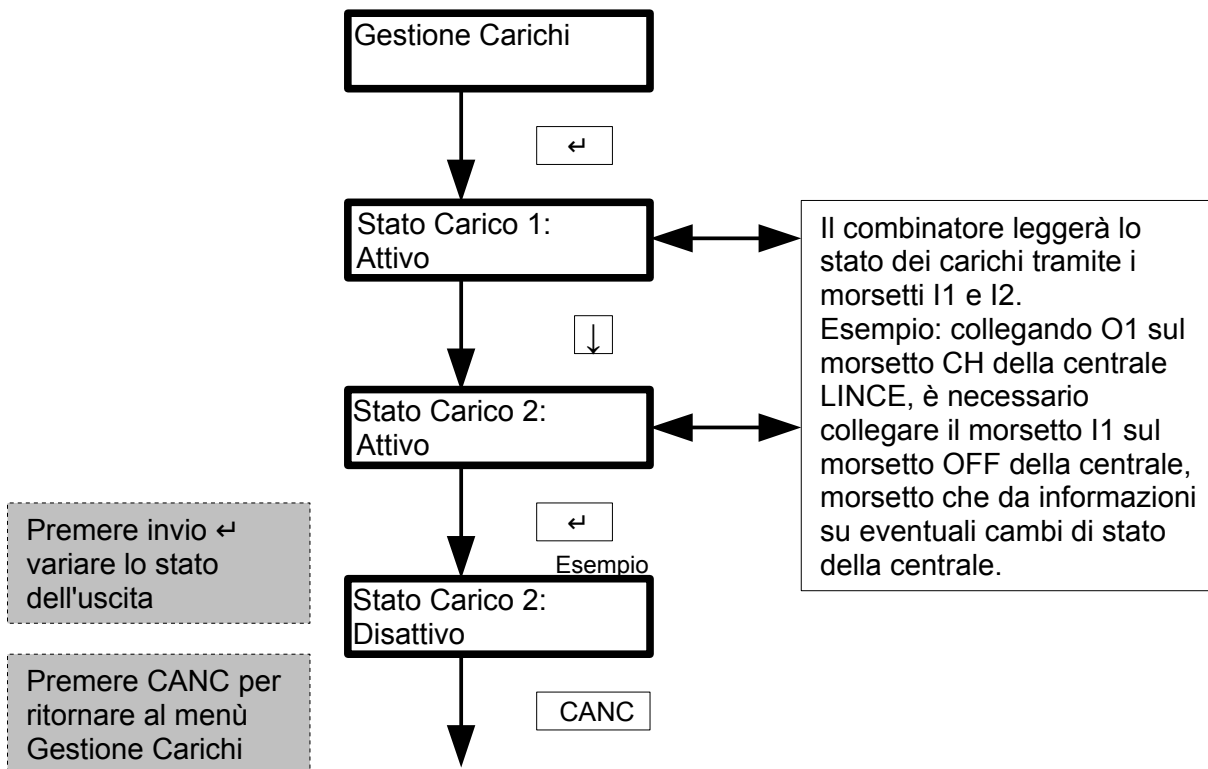 Gestione Carichi
↵
Stato Carico 1:
Attivo
Il combinatore leggerà lo
stato dei carichi tramite i
morsetti I1 e I2.
Esempio: collegando O1 sul
morsetto CH della centrale
LINCE, è necessario
collegare il morsetto I1 sul
morsetto OFF della centrale,
morsetto che da informazioni
su eventuali cambi di stato
della centrale.
↓
Stato Carico 2:
Attivo
Premere invio ↵
variare lo stato
dell'uscita
↵
Esempio
Stato Carico 2:
Disattivo
Premere CANC per
ritornare al menù
Gestione Carichi
CANC